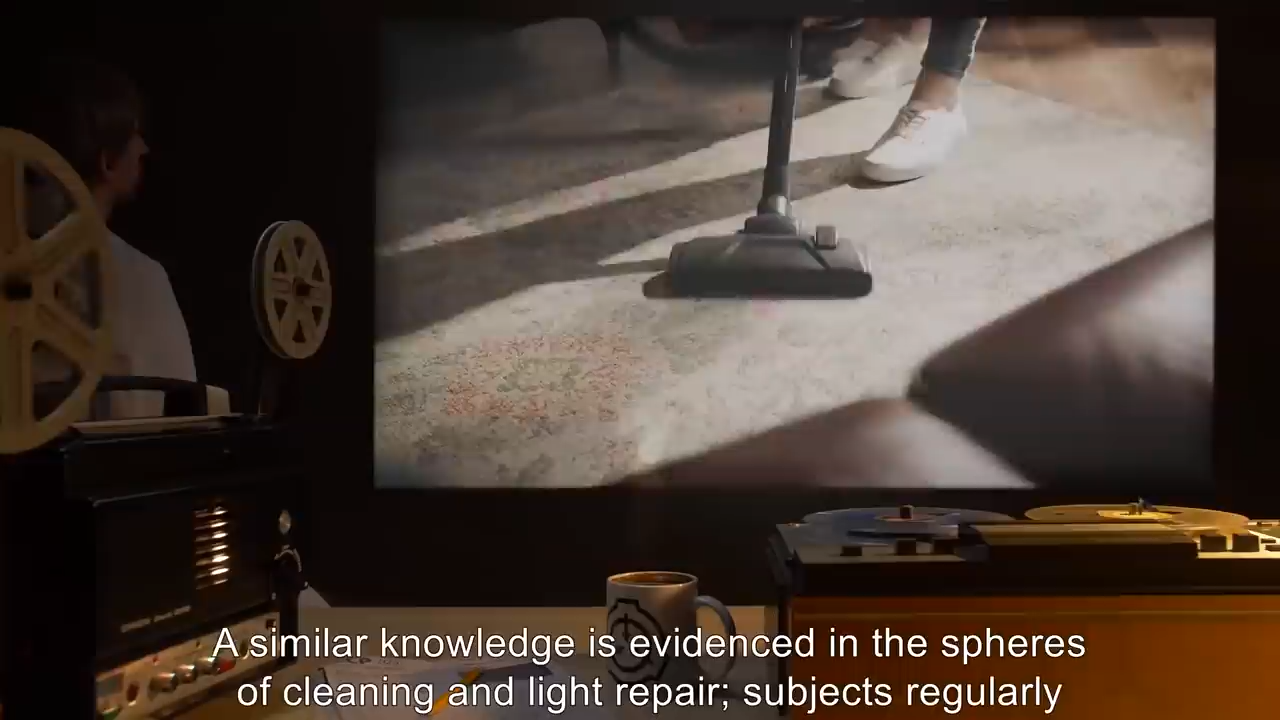 A similar knowledge is evidenced in the spheres
of cleaning and light repair; subjects regularly